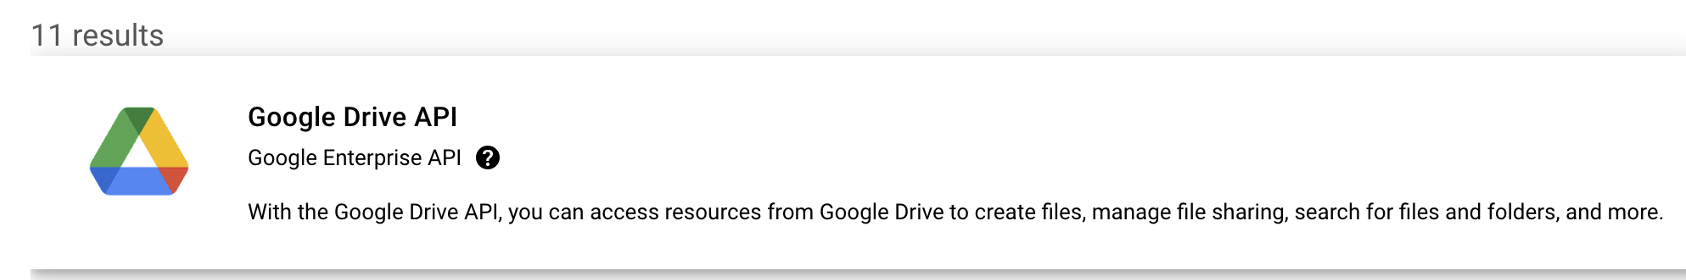 11 results
Google Drive API
Google Enterprise API ?
With the Google Drive API, you can access resources from Google Drive to create files, manage file sharing, search for files and folders, and more.